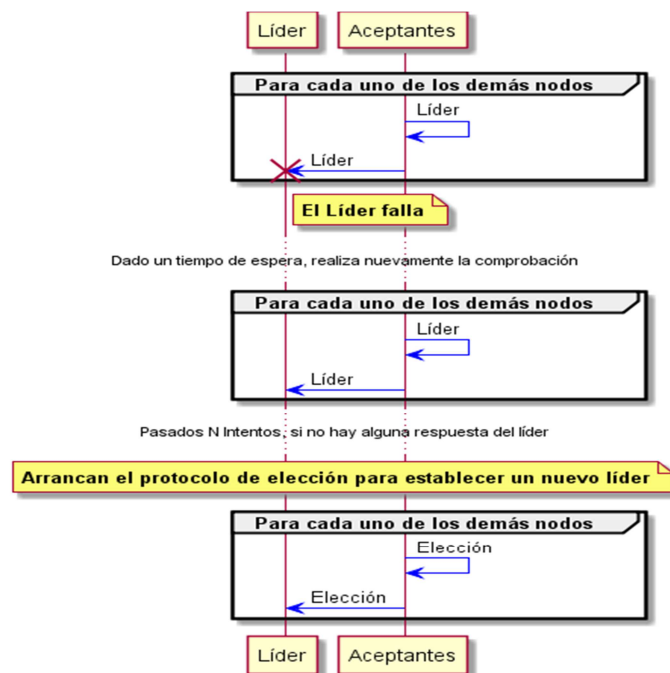 Líder Aceptantes
Para cada uno de los demás nodos
Líder
Líder
El Líder falla
Dado un tiempo de espera, realiza nuevamente la comprobación
Para cada uno de los demás nodos
Líder
Líder
Pasados N Intentos, si no hay alguna respuesta del líder
Arrancan el protocolo de elección para establecer un nuevo líder
Para cada uno de los demás nodos
Elección
Elección
Líder Aceptantes